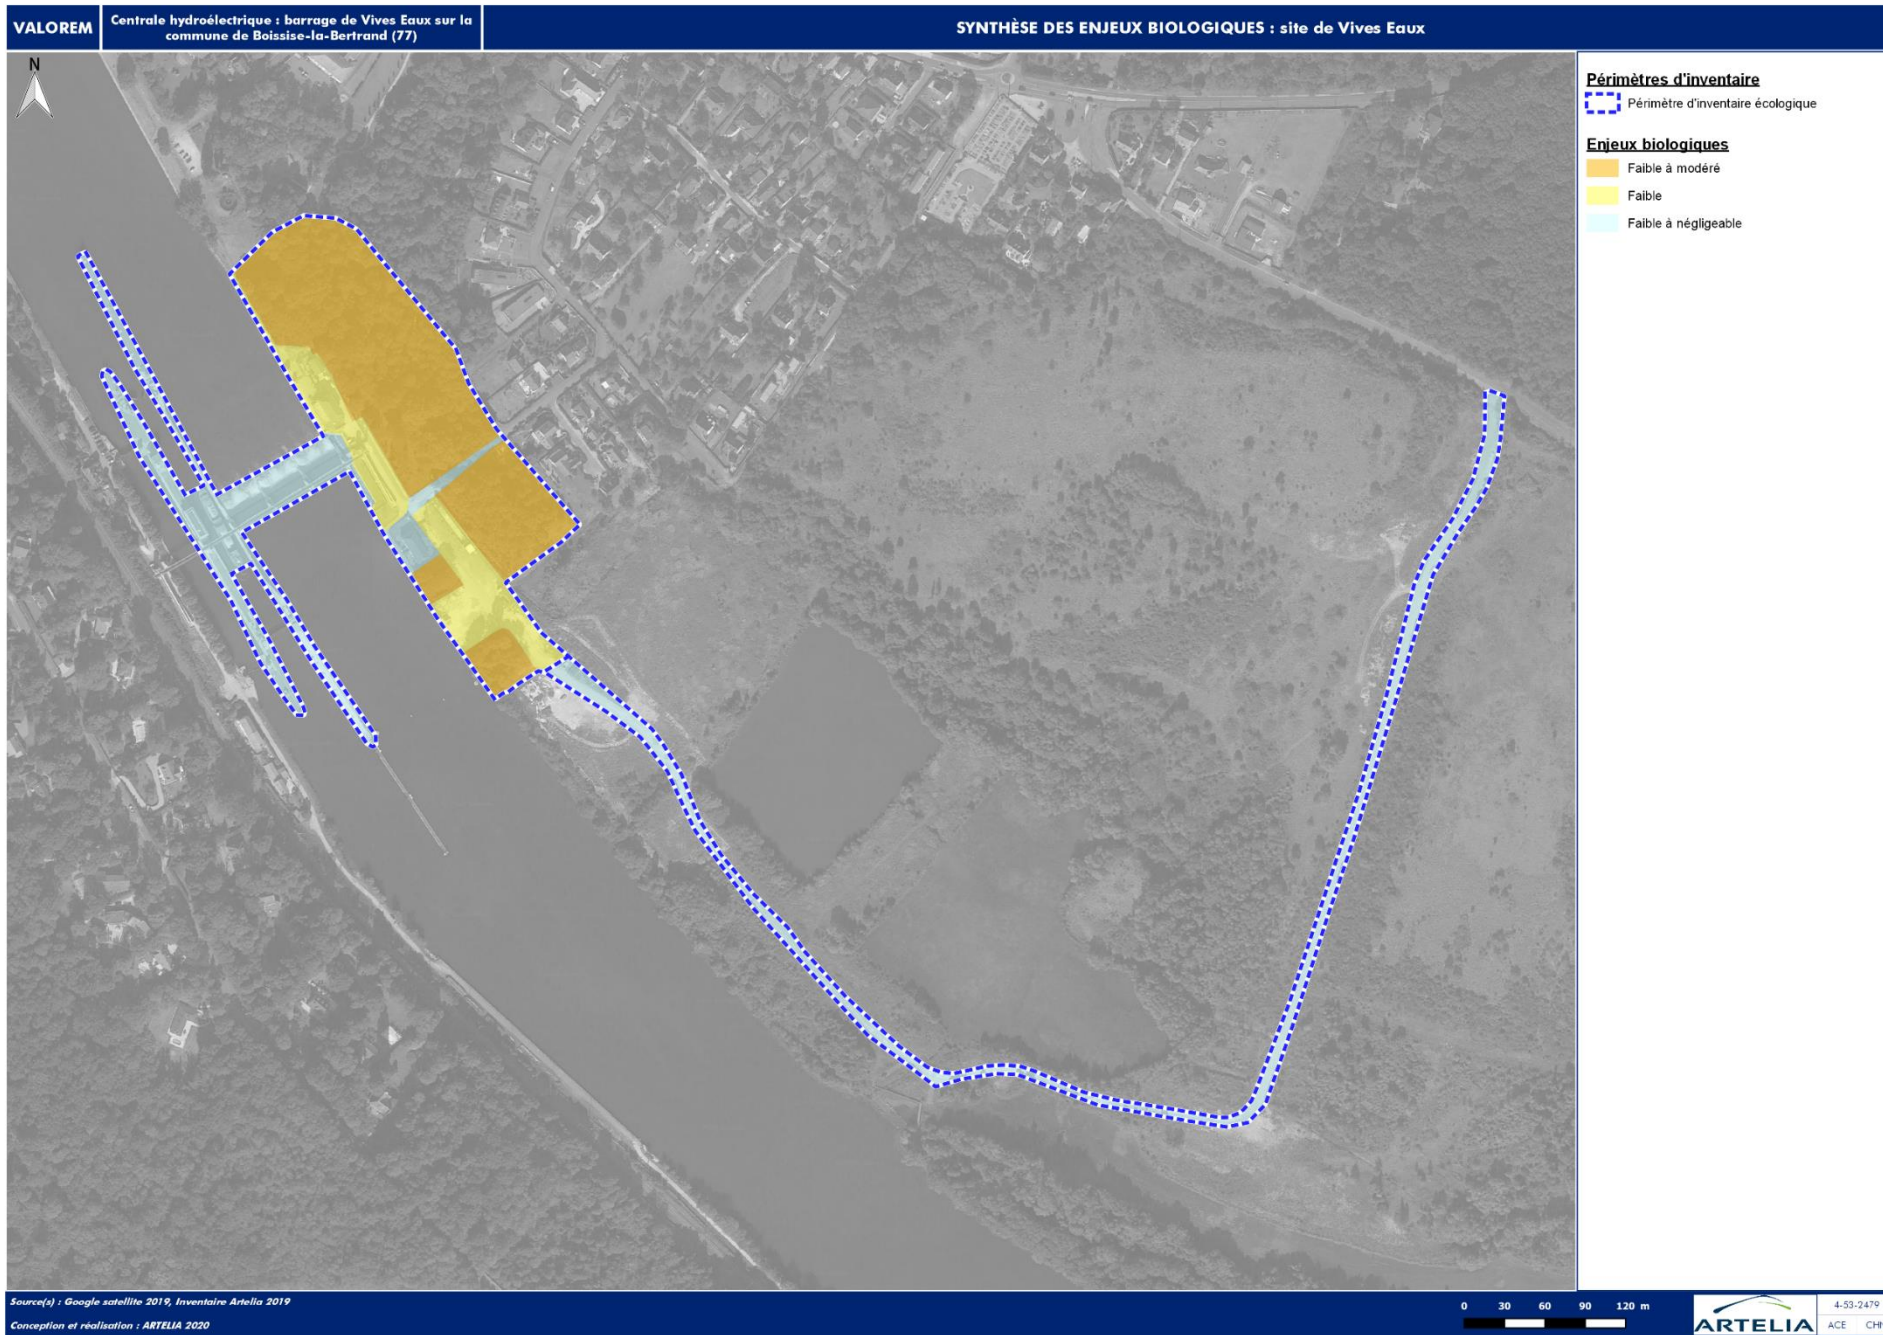 VALOREM
Centrale hydroélectrique : barrage de Vives Eaux sur la
commune de Boissise-la-Bertrand (77)
SYNTHÈSE DES ENJEUX BIOLOGIQUES : site de Vives Eaux
N
Périmètres d'inventaire
Périmètre d'inventaire écologique
Enjeux biologiques
Faible à modéré
Faible
Faible à négligeable
Source(s) : Google satellite 2019, Inventaire Artelia 2019
Conception et réalisation : ARTELIA 2020
0 30 60 90 120 m
ARTELIA
4-53-2479
ACE